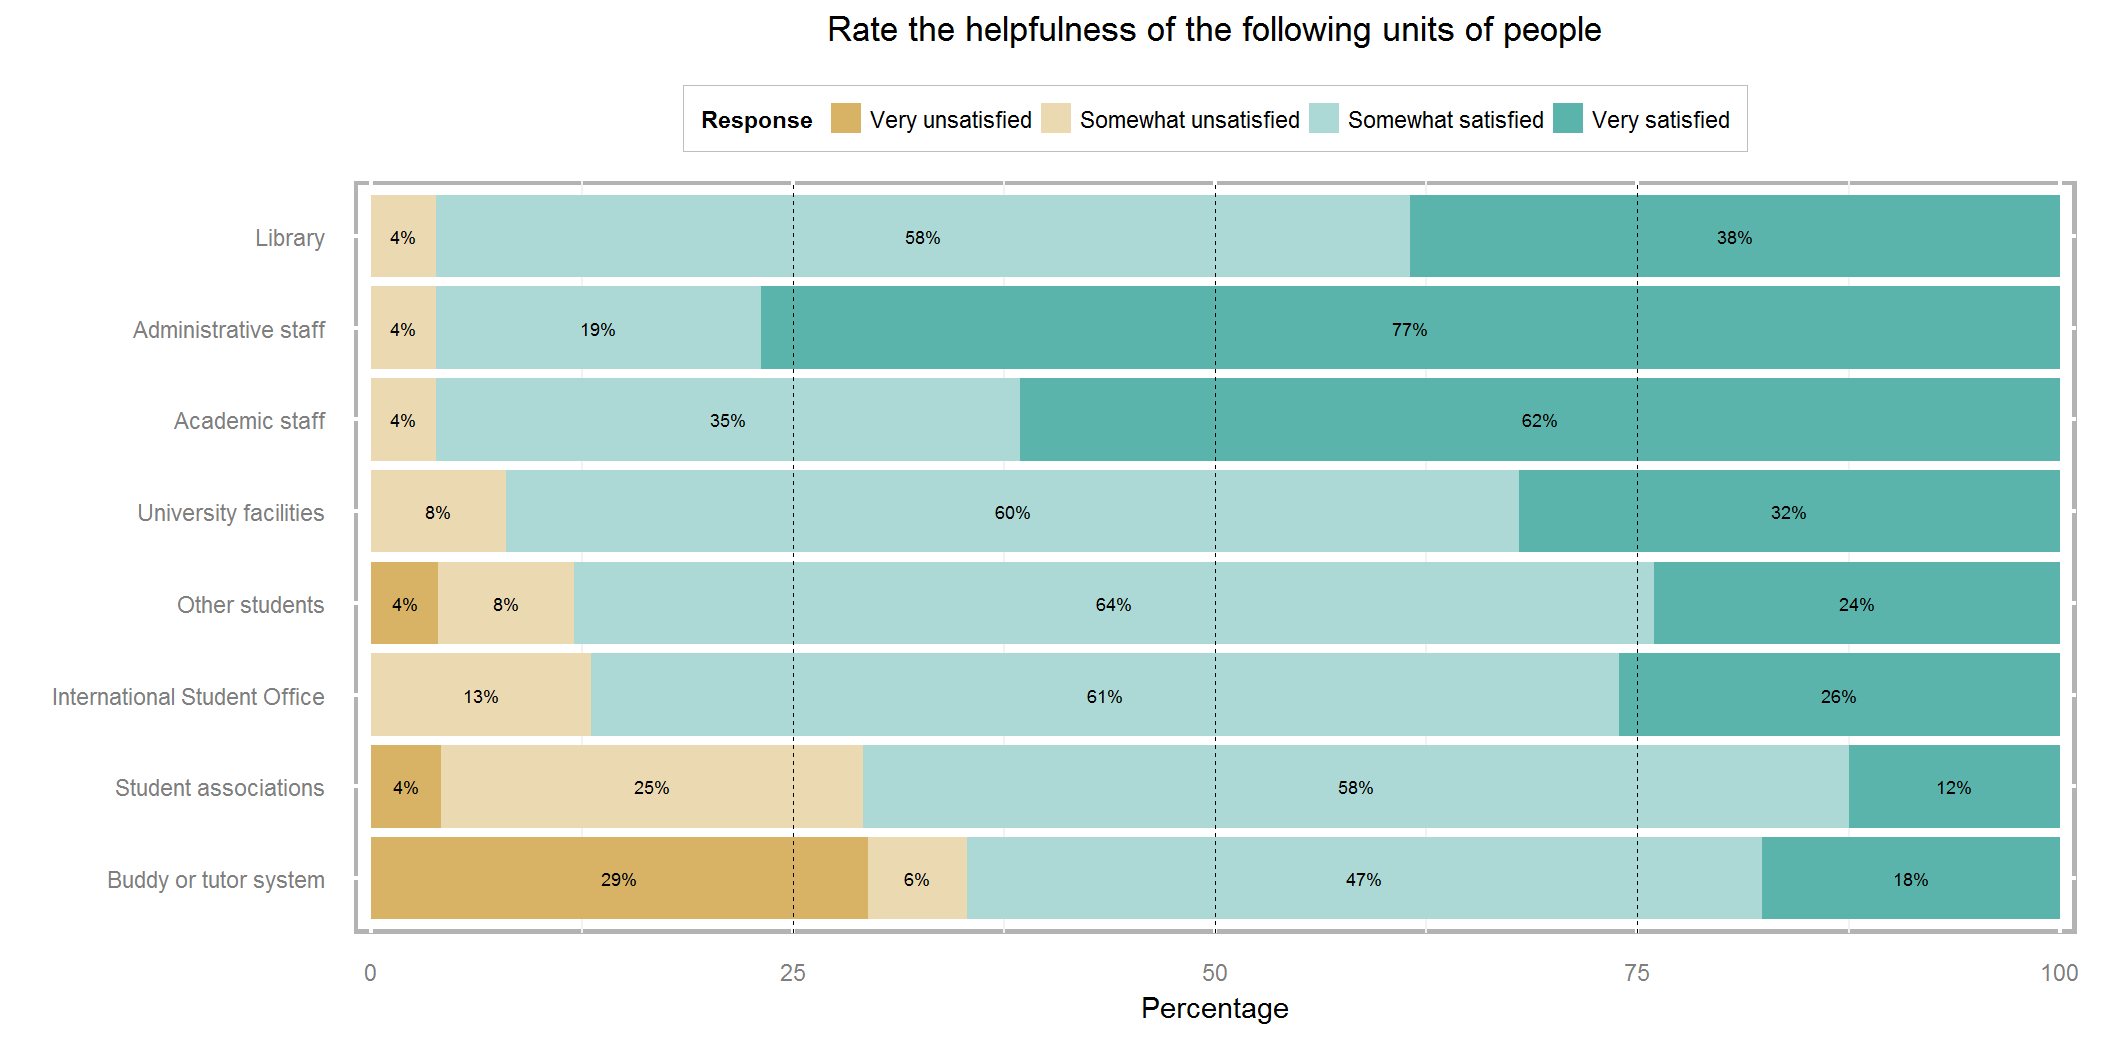 Rate the helpfulness of the following units of people
Response Very unsatisfied Somewhat unsatisfied Somewhat satisfied Very satisfied
Library 4% 58% 38%
Administrative staff 4% 19% 77%
Academic staff 4% 35% 62%
University facilities 8% 60% 32%
Other students 4% 8% 64% 24%
International Student Office 13% 61% 26%
Student associations 4% 25% 58% 12%
Buddy or tutor system 29% 6% 47% 18%
0 25 50 75 100
Percentage